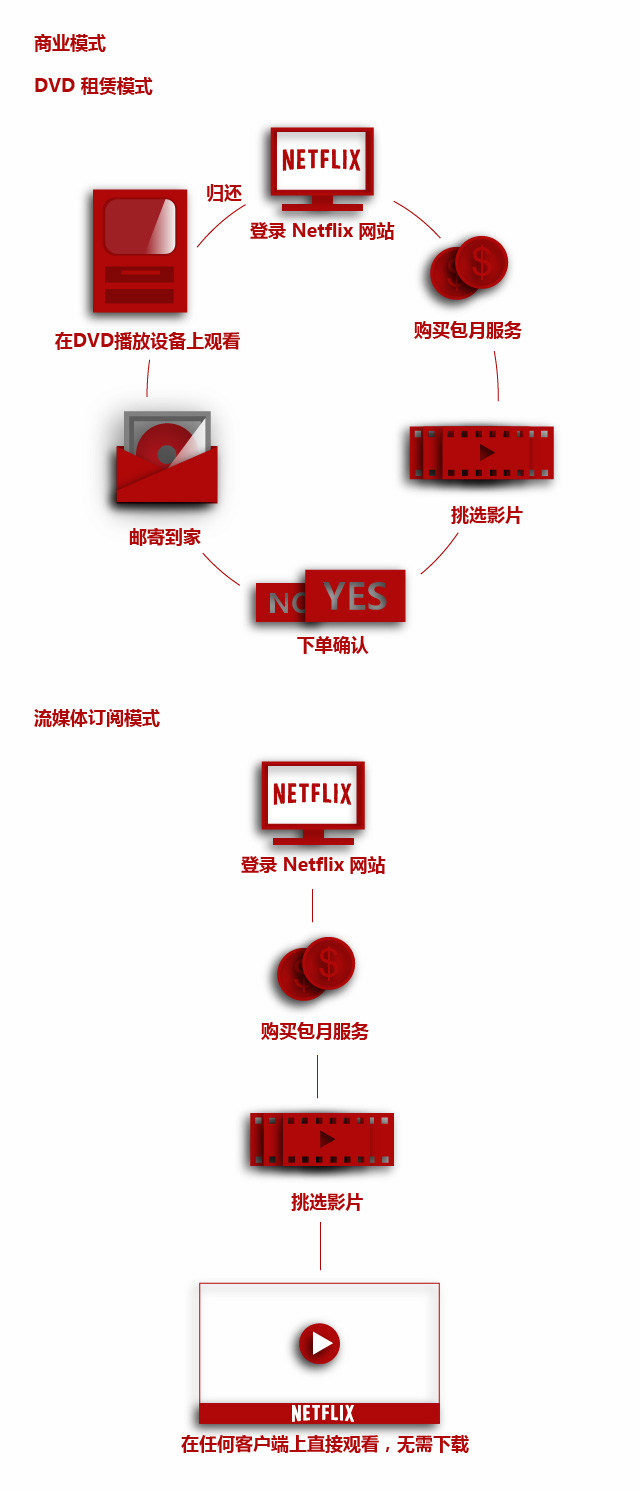 商业模式
DVD 租赁模式
NETFLIX
归还
登录 Netflix 网站
$ $
购买包月服务
在DVD播放设备上观看
挑选影片
邮寄到家
NO YES
下单确认
流媒体订阅模式
NETFLIX
登录 Netflix 网站
$ $
购买包月服务
挑选影片
NETFLIX
在任何客户端上直接观看，无需下载